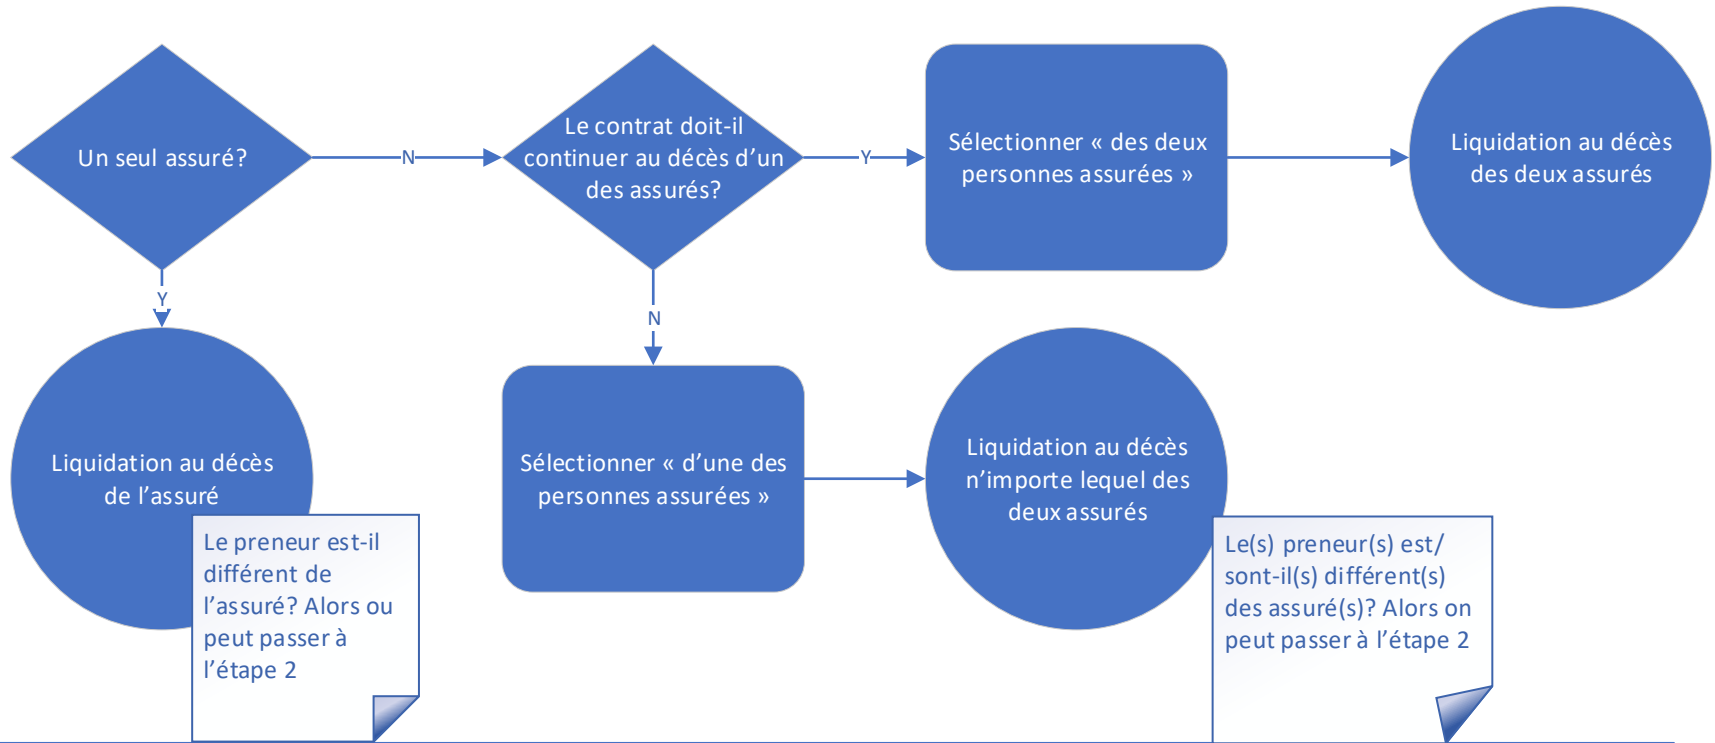 Un seul assuré?
N
Le contrat doit-il
continuer au décès d’un
des assurés?
Y
Sélectionner « des deux
personnes assurées »
Liquidation au décès
des deux assurés
Y
N
Liquidation au décès
de l’assuré
Sélectionner « d’une des
personnes assurées »
Liquidation au décès
n’importe lequel des
deux assurés
Le preneur est-il
différent de
l’assuré? Alors ou
peut passer à
l’étape 2
Le(s) preneur(s) est/
sont-il(s) différent(s)
des assuré(s)? Alors on
peut passer à l’étape 2